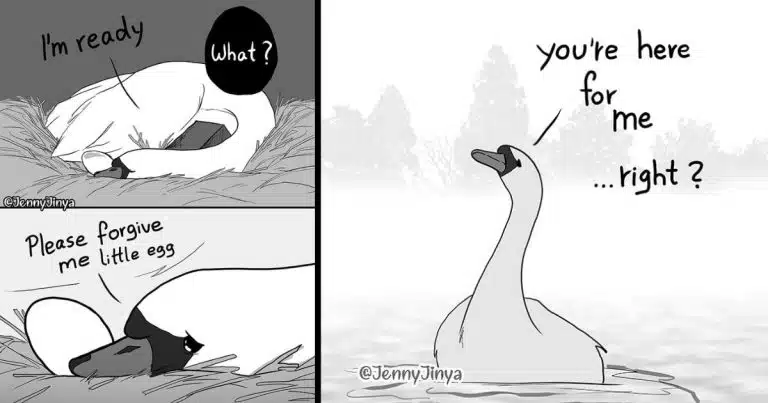 I'm ready
What?
@JennyJinya
Please forgive
me little egg
you're here
for
me
...right?
@JennyJinya